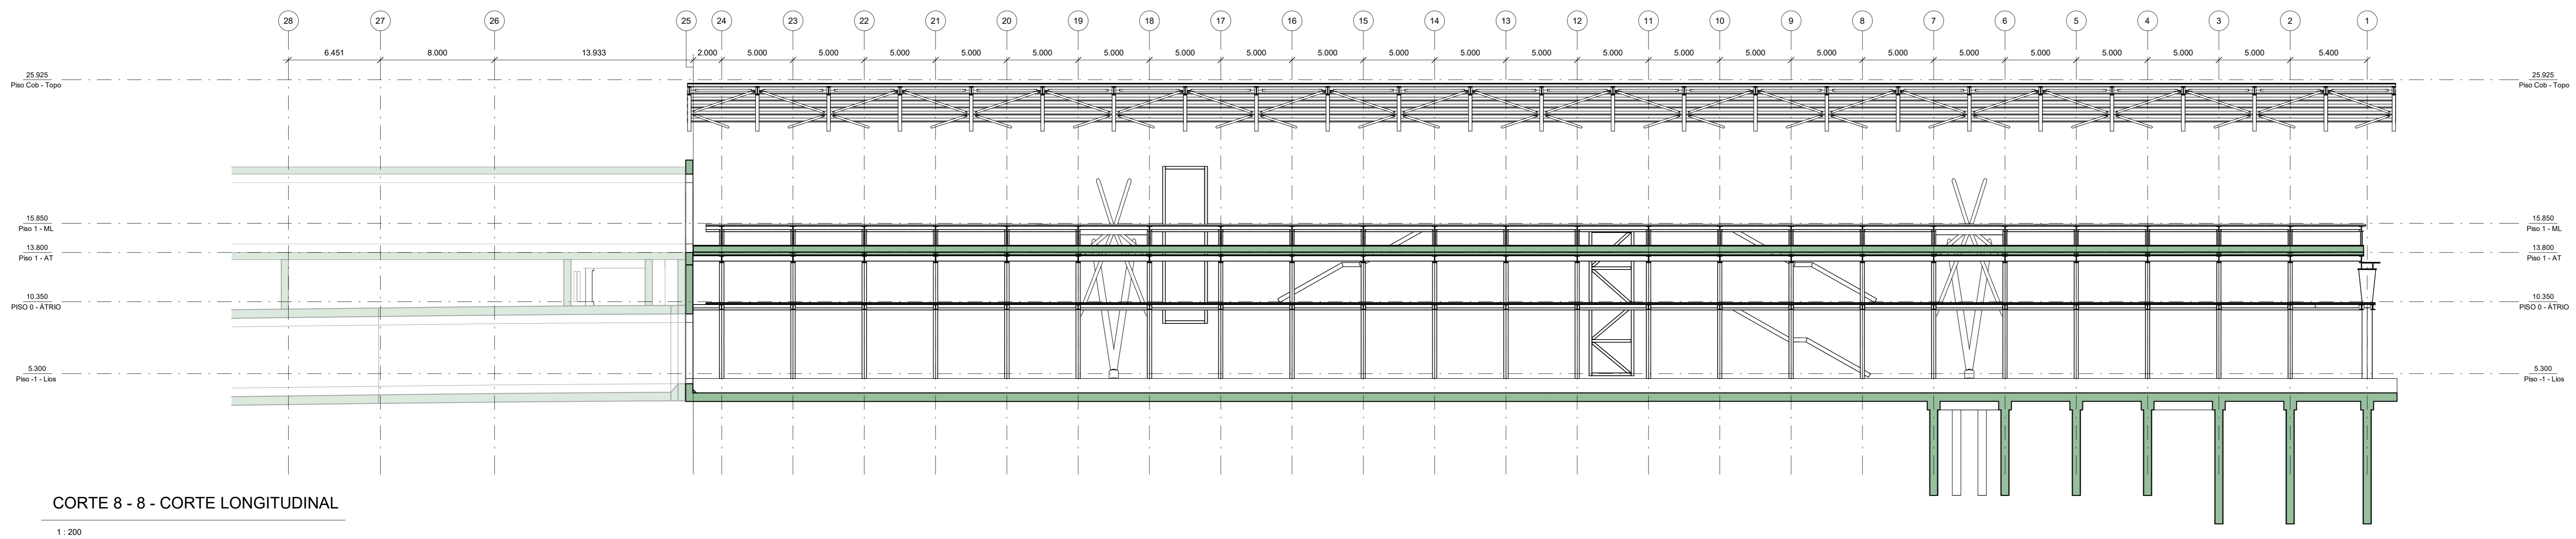 28 27 26 25 24 23 22 21 20 19 18 17 16 15 14 13 12 11 10 9 8 7 6 5 4 3 2 1
6.451 8.000 13.933 2.000 5.000 5.000 5.000 5.000 5.000 5.000 5.000 5.000 5.000 5.000 5.000 5.000 5.000 5.000 5.000 5.000 5.000 5.000 5.000 5.000 5.000 5.000 5.400
25.925 25.925
Piso Cob - Topo Piso Cob - Topo
15.850 15.850
Piso 1 - ML Piso 1 - ML
13.800 13.800
Piso 1 - AT Piso 1 - AT
10.350 10.350
PISO 0 - ÁTRIO PISO 0 - ÁTRIO
5.300 5.300
Piso -1 - Lios Piso -1 - Lios
CORTE 8 - 8 - CORTE LONGITUDINAL
1 : 200